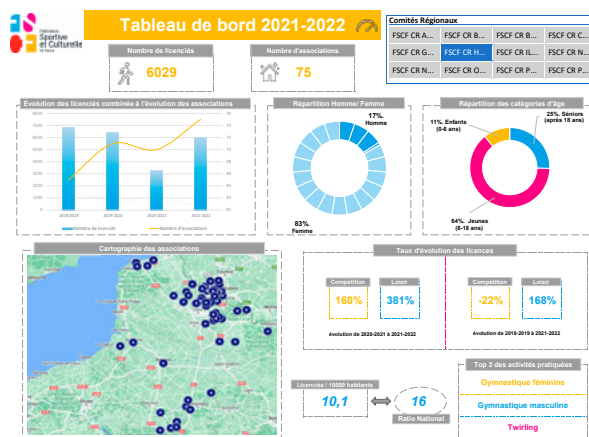 Fédération
Sportive
et Culturelle
de France
Tableau de bord 2021-2022
Nombre de licenciés
6029
Nombre d'associations
75
Comités Régionaux
FSCF CR A...
FSCF CR B...
FSCF CR B...
FSCF CR C...
FSCF CR G...
FSCF CR H...
FSCF CR IL...
FSCF CR N...
FSCF CR N...
FSCF CR O...
FSCF CR P...
FSCF CR P...
Évolution des licenciés combinée à l'évolution des associations
2018-2019
2019-2020
2020-2021
2021-2022
Nombre de licencié
Nombre d'associations
Répartition Homme/ Femme
17%.
Homme
83%.
Femme
Répartition des catégories d'âge
11%. Enfants
(0-6 ans)
25%. Séniors
(après 18 ans)
64%. Jeunes
(6-18 ans)
Cartographie des associations
Taux d'évolution des licences
Compétition
160%
Loisir
381%
évolution de 2020-2021 à 2021-2022
Compétition
-22%
Loisir
168%
évolution de 2018-2019 à 2021-2022
Licenciés / 10000 habitants
10,1
16
Ratio National
Top 3 des activités pratiquées
Gymnastique féminine
Gymnastique masculine
Twirling